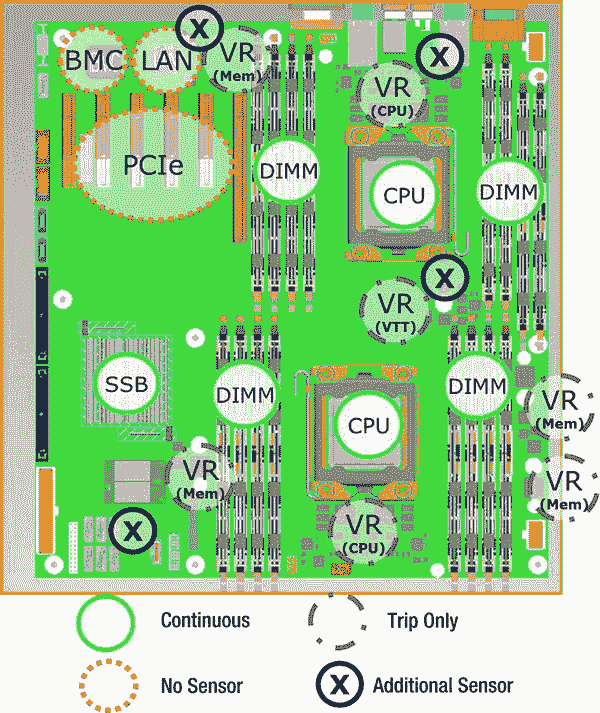 X
BMC
LAN
VR
(Mem)
X
VR
(CPU)
PCIe
DIMM
CPU
DIMM
X
VR
(VTT)
SSB
DIMM
DIMM
CPU
VR
(Mem)
VR
(Mem)
VR
(Mem)
X
VR
(CPU)
Continuous
Trip Only
No Sensor
X Additional Sensor